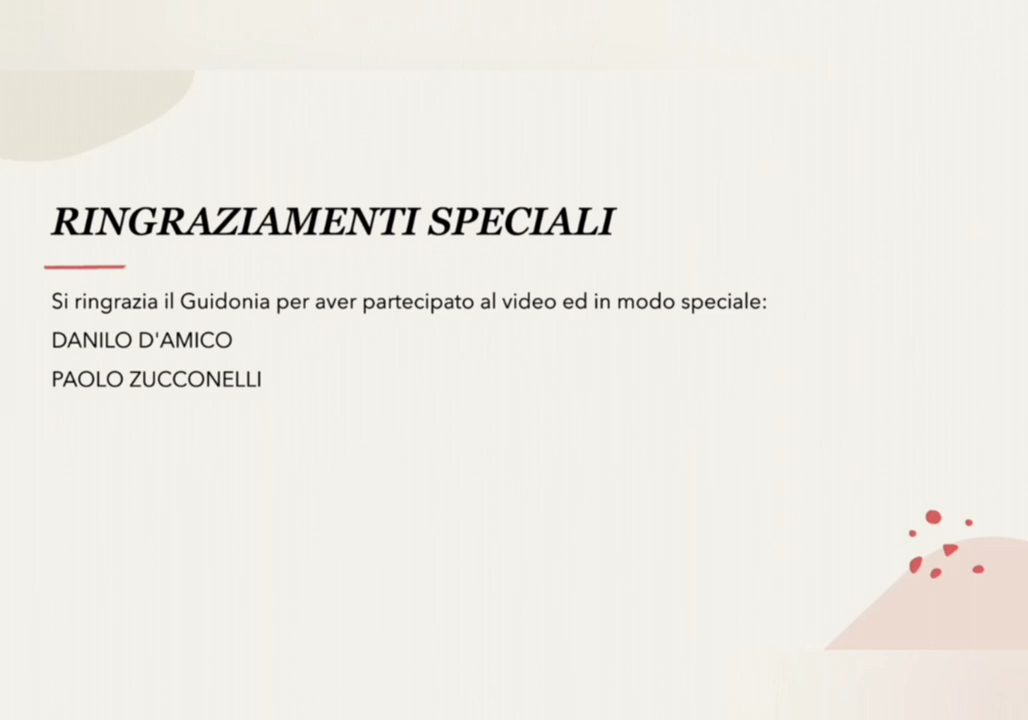 RINGRAZIAMENTI SPECIALI
Si ringrazia il Guidonia per aver partecipato al video ed in modo speciale:
DANILO D'AMICO
PAOLO ZUCCONELLI